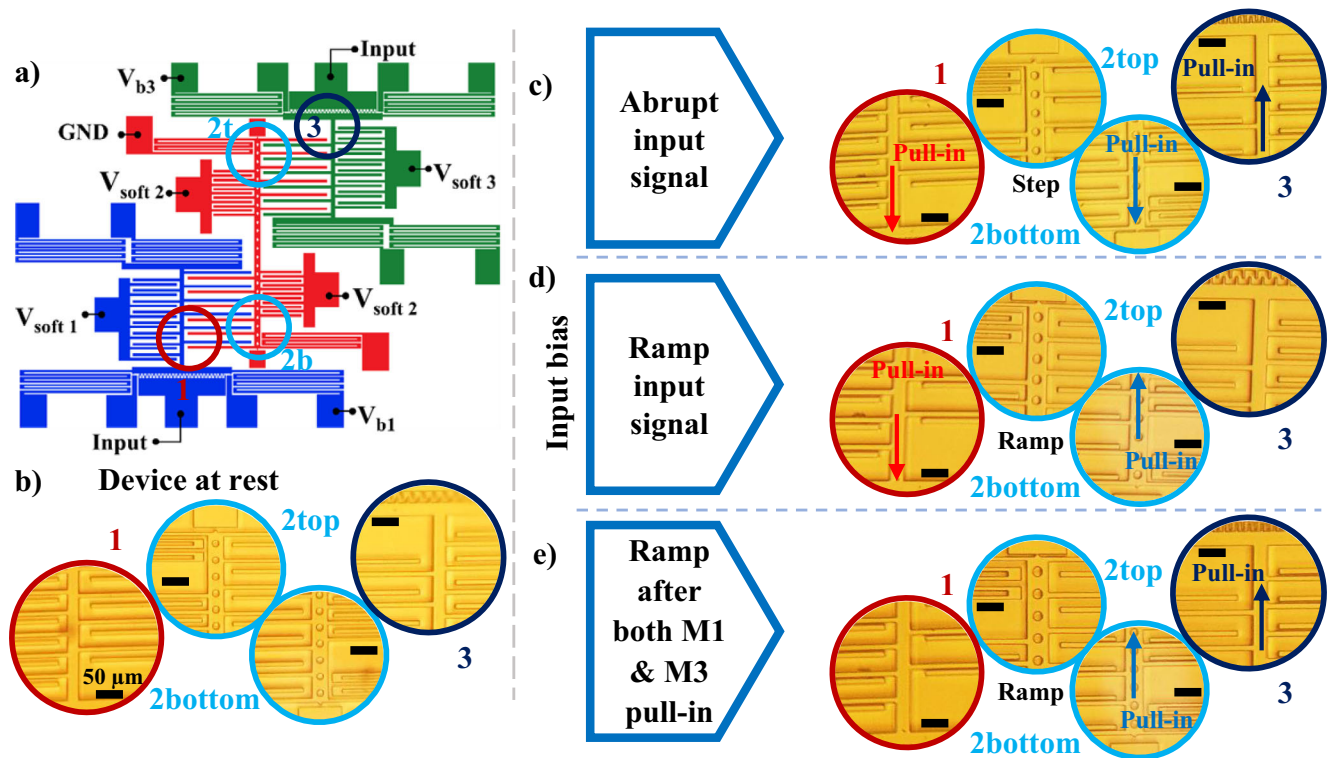 a)
Input
V_b3
GND
2t
3
V_soft 2
V_soft 3
V_soft 1
V_soft 2
2b
1
Input
V_b1
b)
Device at rest
1
2top
50 µm
2bottom
3
Input bias
c)
Abrupt
input
signal
1
Pull-in
2top
Step
Pull-in
2bottom
Pull-in
3
d)
Ramp
input
signal
1
Pull-in
2top
Ramp
Pull-in
2bottom
3
e)
Ramp
after
both M1
& M3
pull-in
1
2top
Ramp
Pull-in
2bottom
Pull-in
3